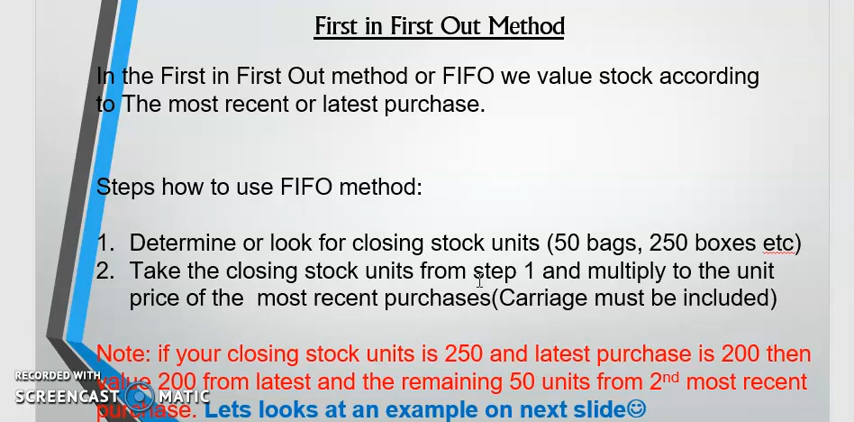 First in First Out Method
In the First in First Out method or FIFO we value stock according
to The most recent or latest purchase.
Steps how to use FIFO method:
1. Determine or look for closing stock units (50 bags, 250 boxes etc)
2. Take the closing stock units from step 1 and multiply to the unit
price of the most recent purchases(Carriage must be included)
Note: if your closing stock units is 250 and latest purchase is 200 then
value 200 from latest and the remaining 50 units from 2nd most recent
purchase. Lets looks at an example on next slide☺
RECORDED WITH
SCREENCAST MATIC